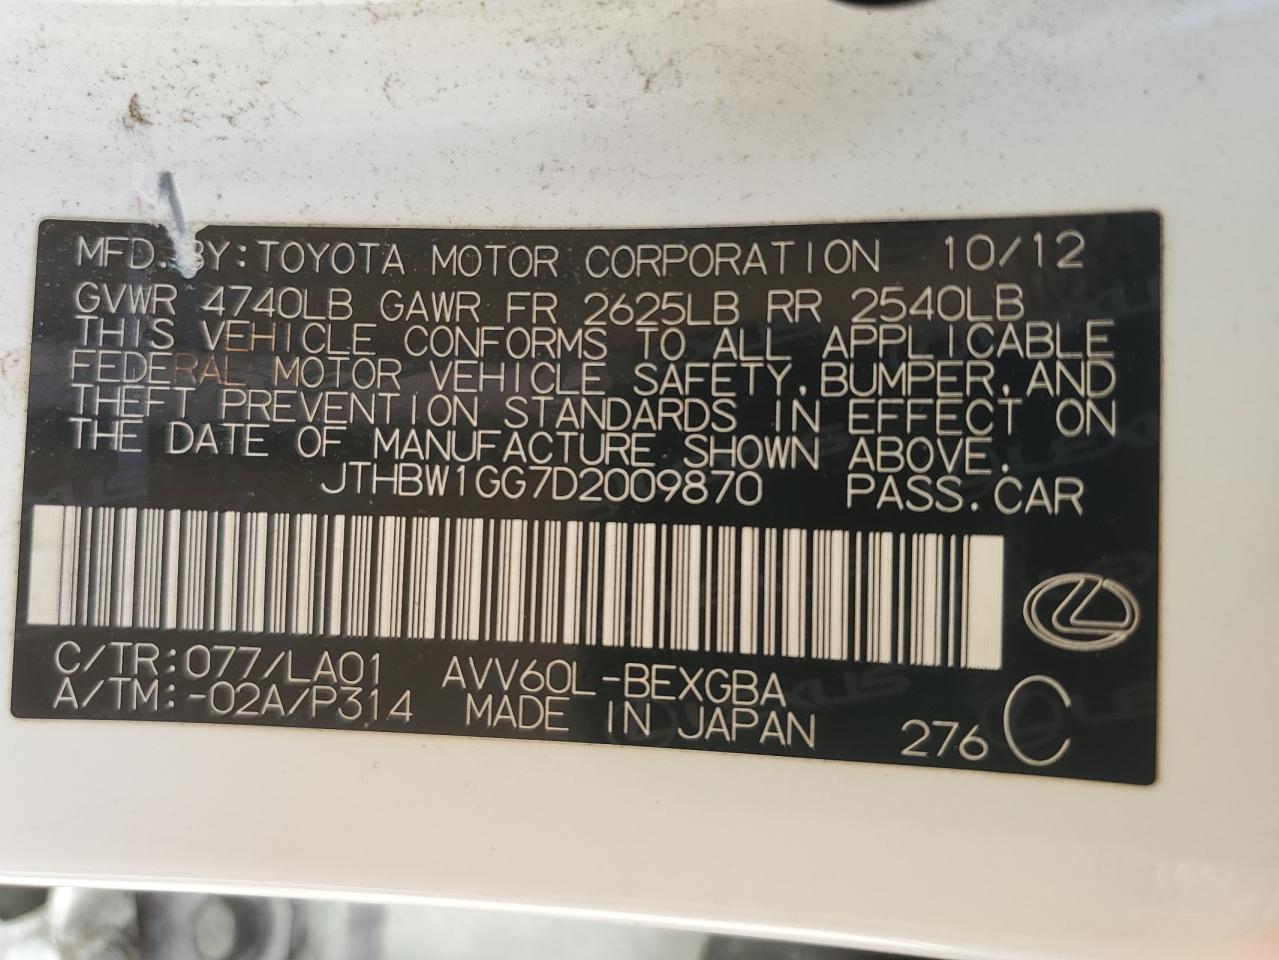 MFD. BY: TOYOTA MOTOR CORPORATION 10/12
GVWR 4740LB GAWR FR 2625LB RR 2540LB
THIS VEHICLE CONFORMS TO ALL APPLICABLE
FEDERAL MOTOR VEHICLE SAFETY, BUMPER, AND
THEFT PREVENTION STANDARDS IN EFFECT ON
THE DATE OF MANUFACTURE SHOWN ABOVE.
JTHBW1GG7D2009870 PASS. CAR
C/TR: 077/LA01 AVV60L-BEXGBA
A/TM: -02A/P314 MADE IN JAPAN 276 C